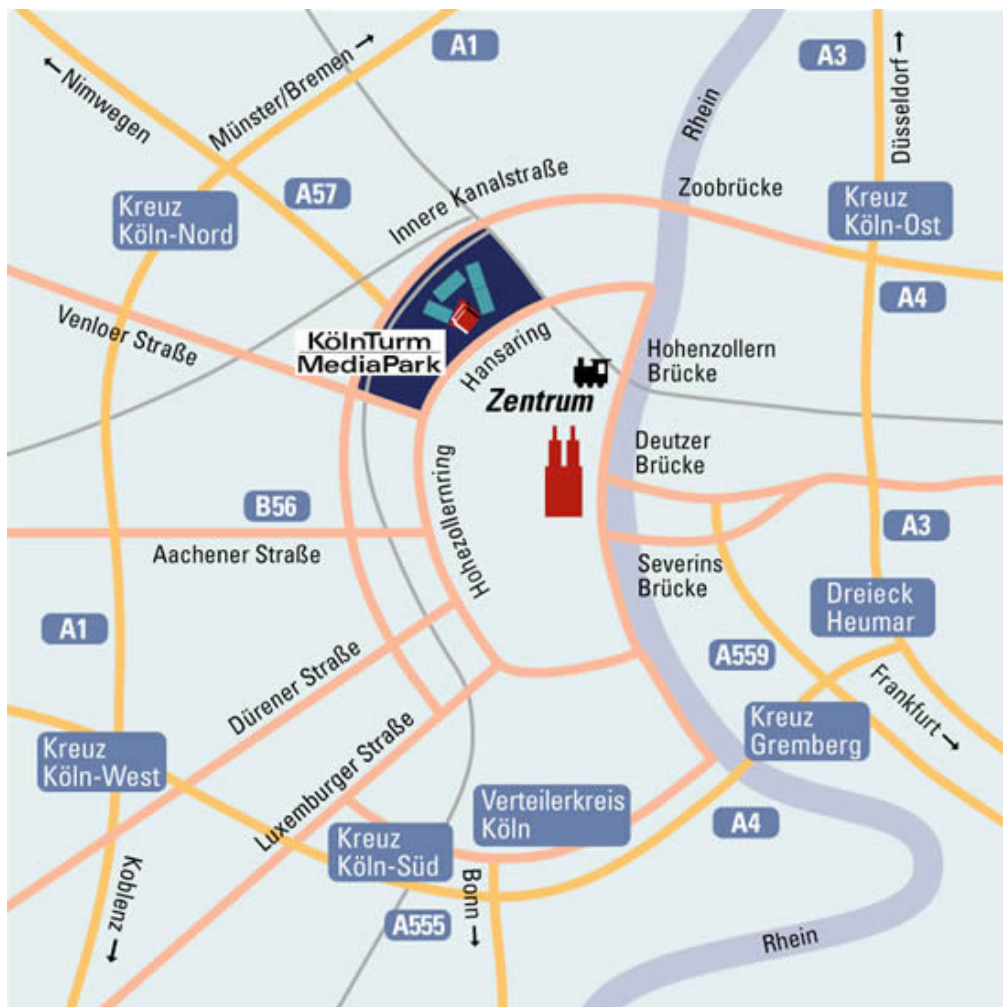 A1
A3
Nimwegen
Münster/Bremen
Rhein
Düsseldorf
A57
Innere Kanalstraße
Zoobrücke
Kreuz
Köln-Nord
Kreuz
Köln-Ost
A4
Venloer Straße
KölnTurm
MediaPark
Hansaring
Zentrum
Hohenzollern
Brücke
Deutzer
Brücke
B56
Aachener Straße
Hohezollernring
A3
Severins
Brücke
Dreieck
Heumar
A1
A559
Dürener Straße
Frankfurt
Kreuz
Gremberg
Kreuz
Köln-West
Luxemburger Straße
Verteilerkreis
Köln
A4
Kreuz
Köln-Süd
Koblenz
Bonn
A555
Rhein